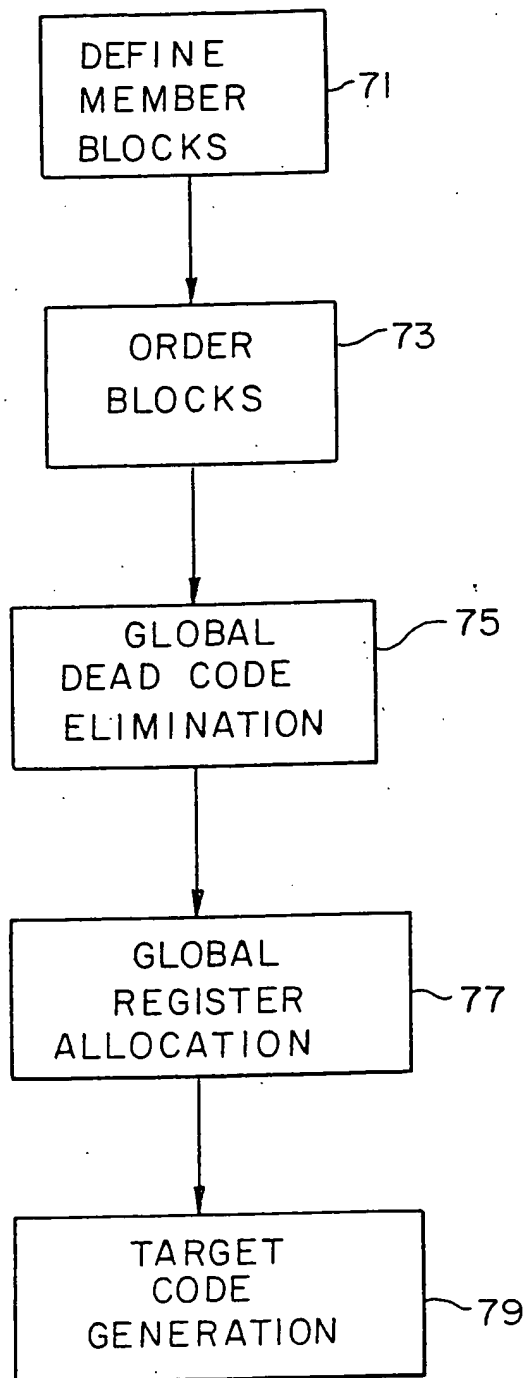 DEFINE
MEMBER
BLOCKS
71
ORDER
BLOCKS
73
GLOBAL
DEAD CODE
ELIMINATION
75
GLOBAL
REGISTER
ALLOCATION
77
TARGET
CODE
GENERATION
79